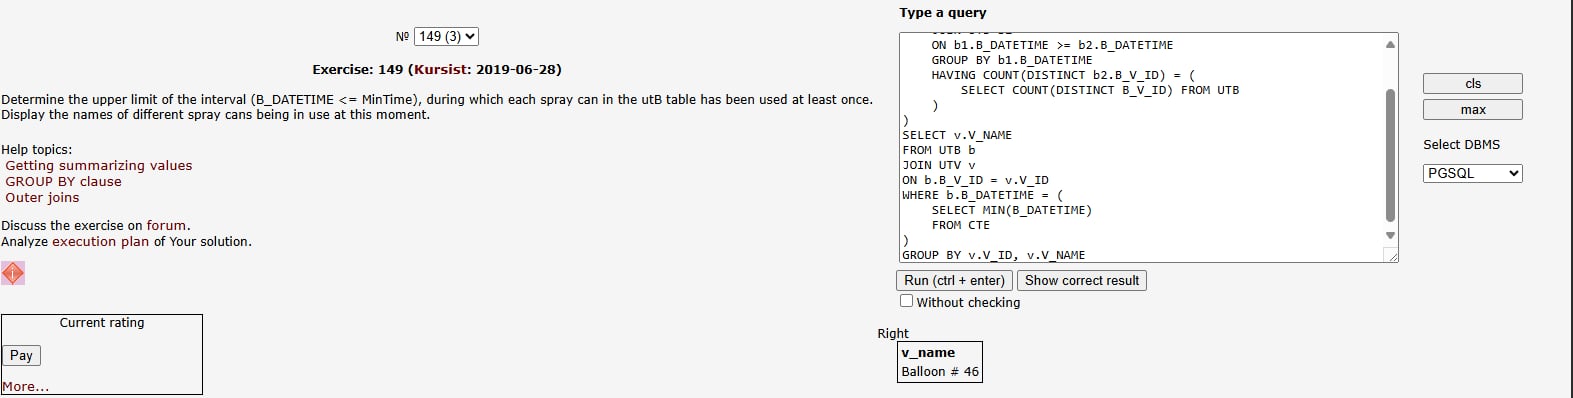 № 149 (3)
Exercise: 149 (Kursist: 2019-06-28)
Determine the upper limit of the interval (B_DATETIME <= MinTime), during which each spray can in the utB table has been used at least once.
Display the names of different spray cans being in use at this moment.
Help topics:
Getting summarizing values
GROUP BY clause
Outer joins
Discuss the exercise on forum.
Analyze execution plan of Your solution.
Current rating
Pay
More...
Type a query
ON b1.B_DATETIME >= b2.B_DATETIME
GROUP BY b1.B_DATETIME
HAVING COUNT(DISTINCT b2.B_V_ID) = (
SELECT COUNT(DISTINCT B_V_ID) FROM UTB
)
)
SELECT v.V_NAME
FROM UTB b
JOIN UTV v
ON b.B_V_ID = v.V_ID
WHERE b.B_DATETIME = (
SELECT MIN(B_DATETIME)
FROM CTE
)
GROUP BY v.V_ID, v.V_NAME
Run (ctrl + enter) Show correct result
Without checking
Right
v_name
Balloon # 46
cls
max
Select DBMS
PGSQL